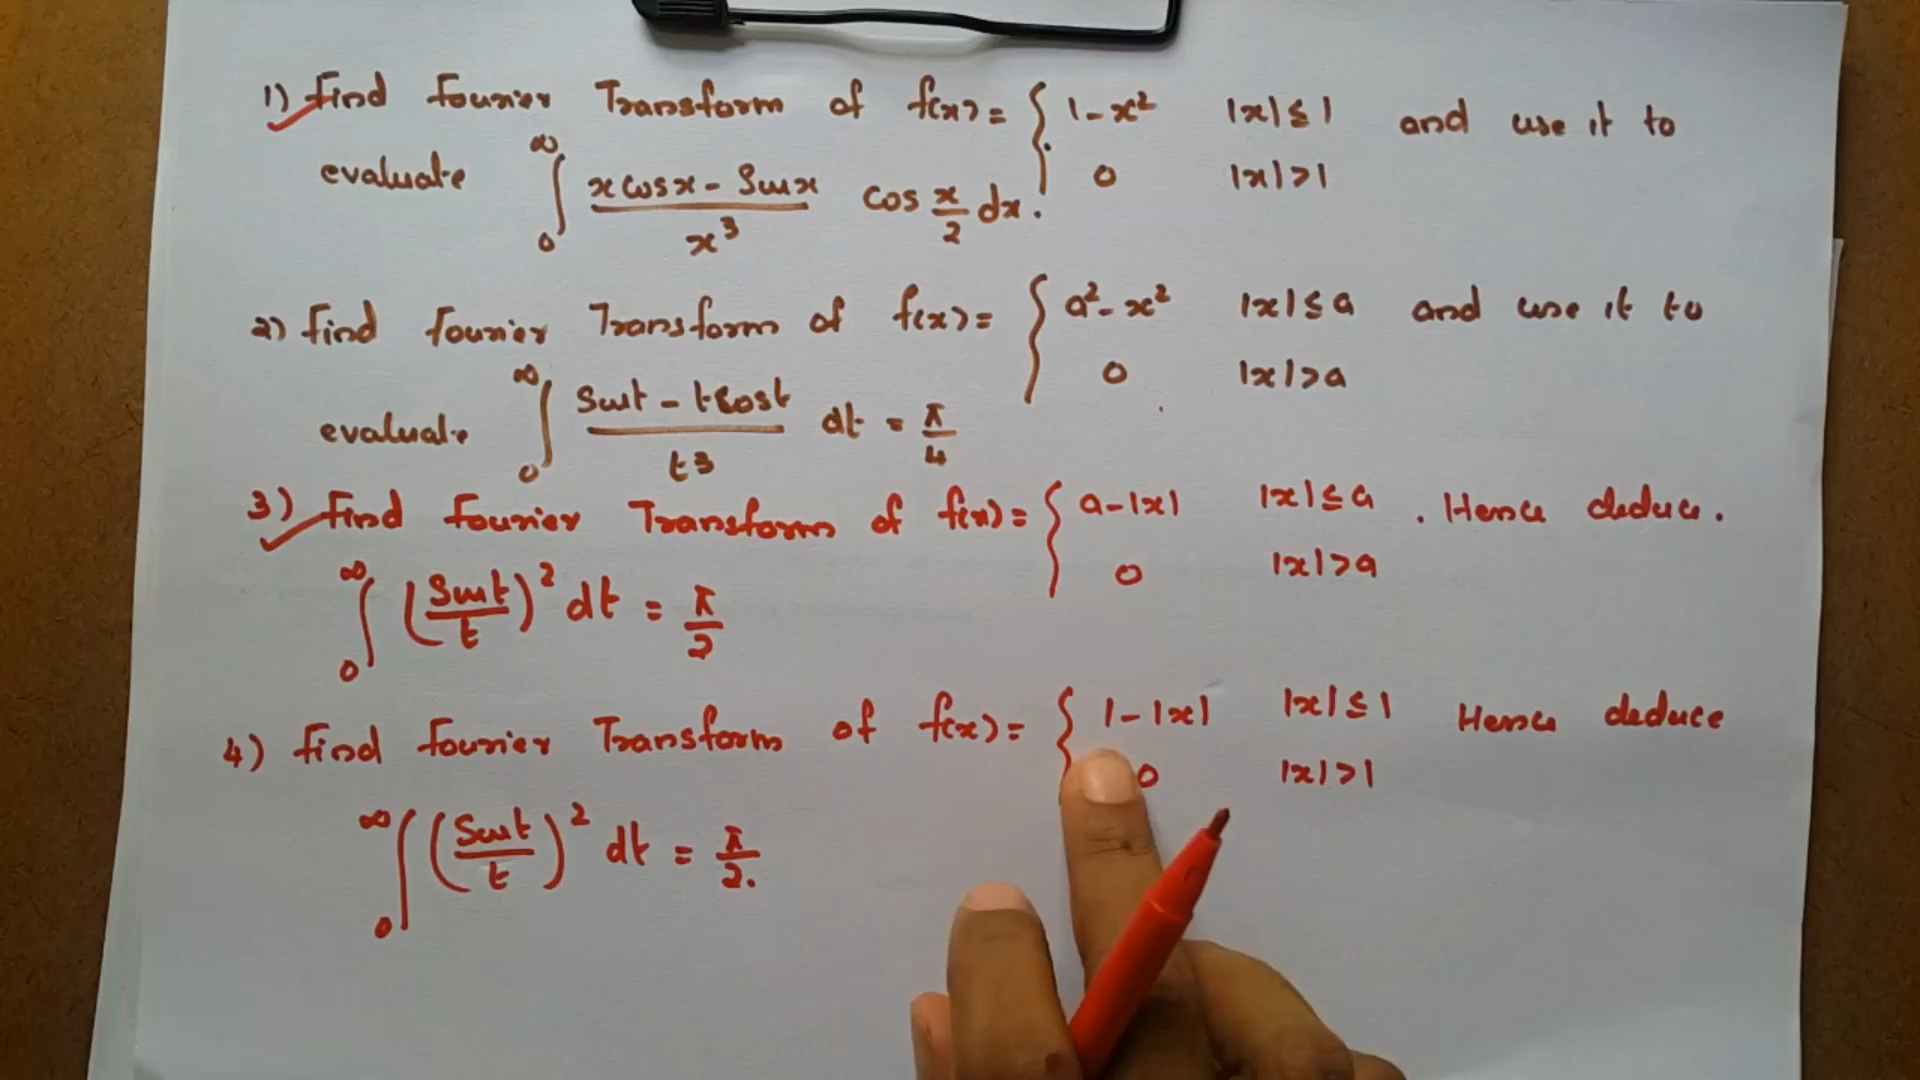 1) Find Fourier Transform of f(x) = { 1-x² |x|≤1 and use it to
0 |x|>1
evaluate ∫₀^∞ (x cos x - Sin x)/x³ cos x/2 dx.
2) Find Fourier Transform of f(x) = { a²-x² |x|≤a and use it to
0 |x|>a
evaluate ∫₀^∞ (Sin t - t cos t)/t³ dt = π/4
3) Find Fourier Transform of f(x) = { a-|x| |x|≤a . Hence deduce.
0 |x|>a
∫₀^∞ (Sin t/t)² dt = π/2
4) Find Fourier Transform of f(x) = { 1-|x| |x|≤1 Hence deduce
0 |x|>1
∫₀^∞ (Sin t/t)² dt = π/2.